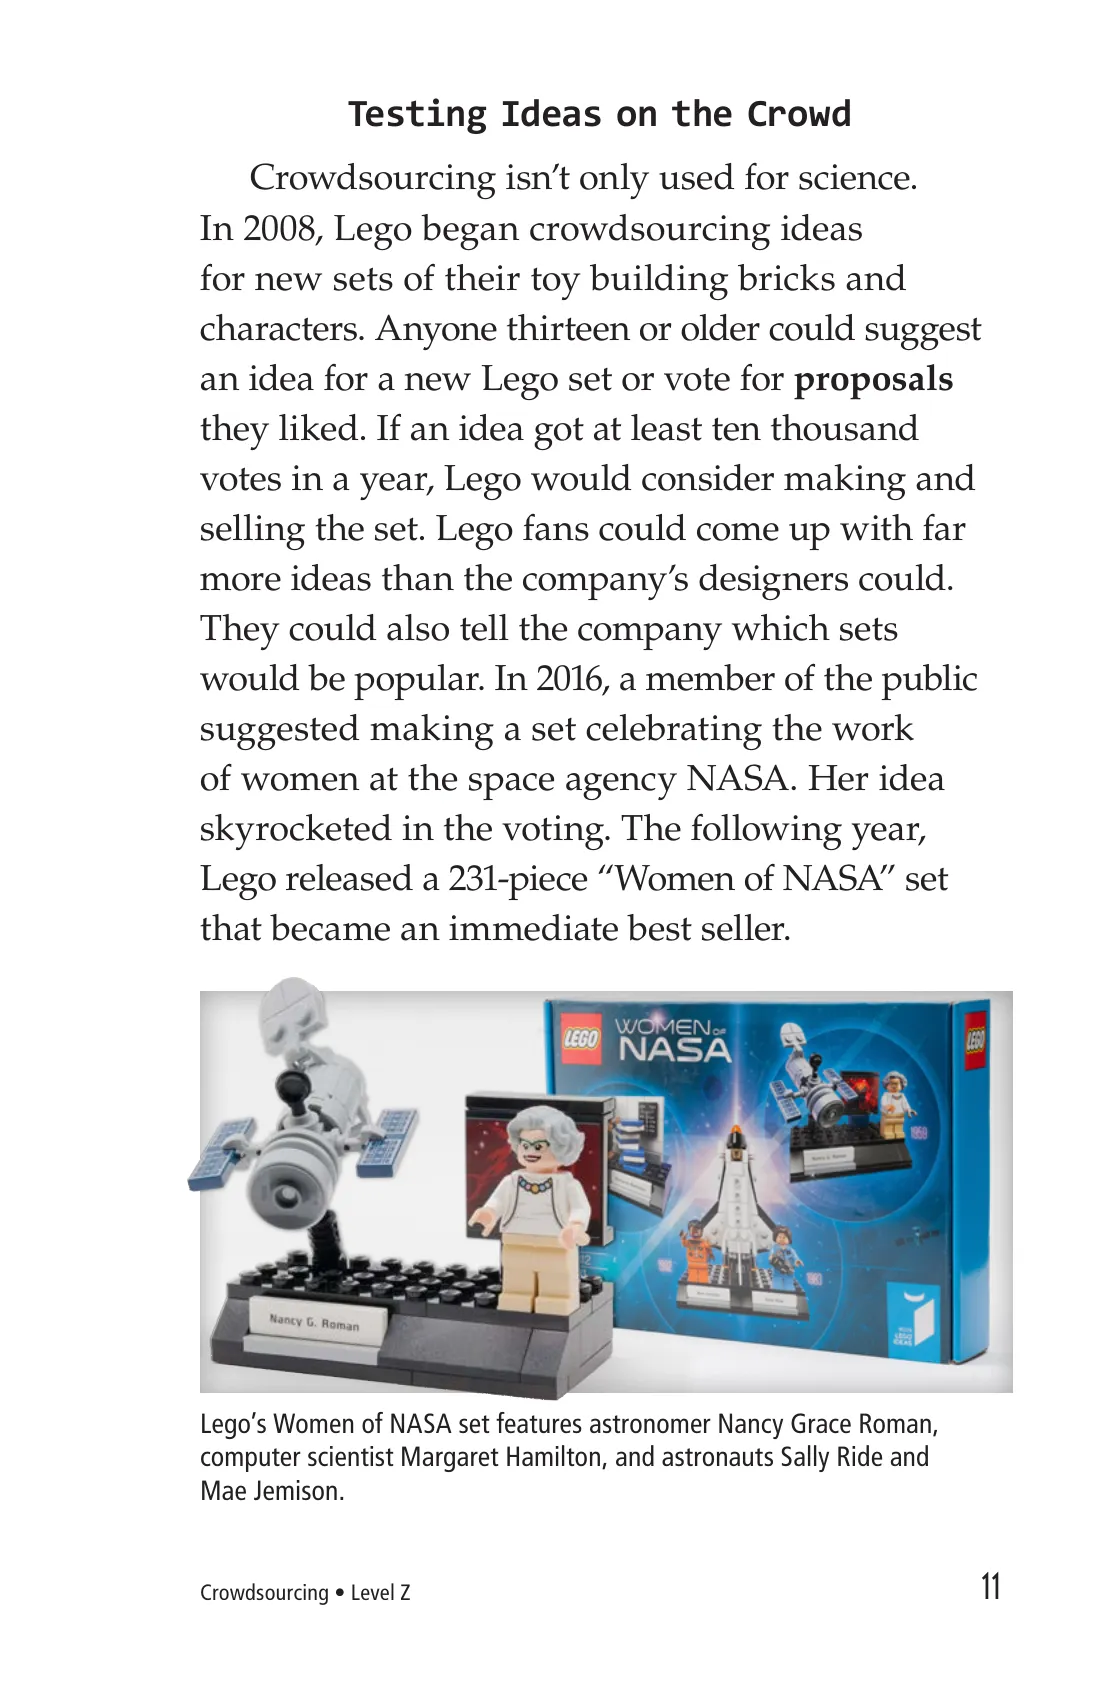 Testing Ideas on the Crowd
Crowdsourcing isn’t only used for science.
In 2008, Lego began crowdsourcing ideas
for new sets of their toy building bricks and
characters. Anyone thirteen or older could suggest
an idea for a new Lego set or vote for proposals
they liked. If an idea got at least ten thousand
votes in a year, Lego would consider making and
selling the set. Lego fans could come up with far
more ideas than the company’s designers could.
They could also tell the company which sets
would be popular. In 2016, a member of the public
suggested making a set celebrating the work
of women at the space agency NASA. Her idea
skyrocketed in the voting. The following year,
Lego released a 231-piece “Women of NASA” set
that became an immediate best seller.
LEGO
WOMEN OF
NASA
LEGO
1959
Nancy G. Roman
LEGO
IDEAS
Lego’s Women of NASA set features astronomer Nancy Grace Roman,
computer scientist Margaret Hamilton, and astronauts Sally Ride and
Mae Jemison.
Crowdsourcing • Level Z
11